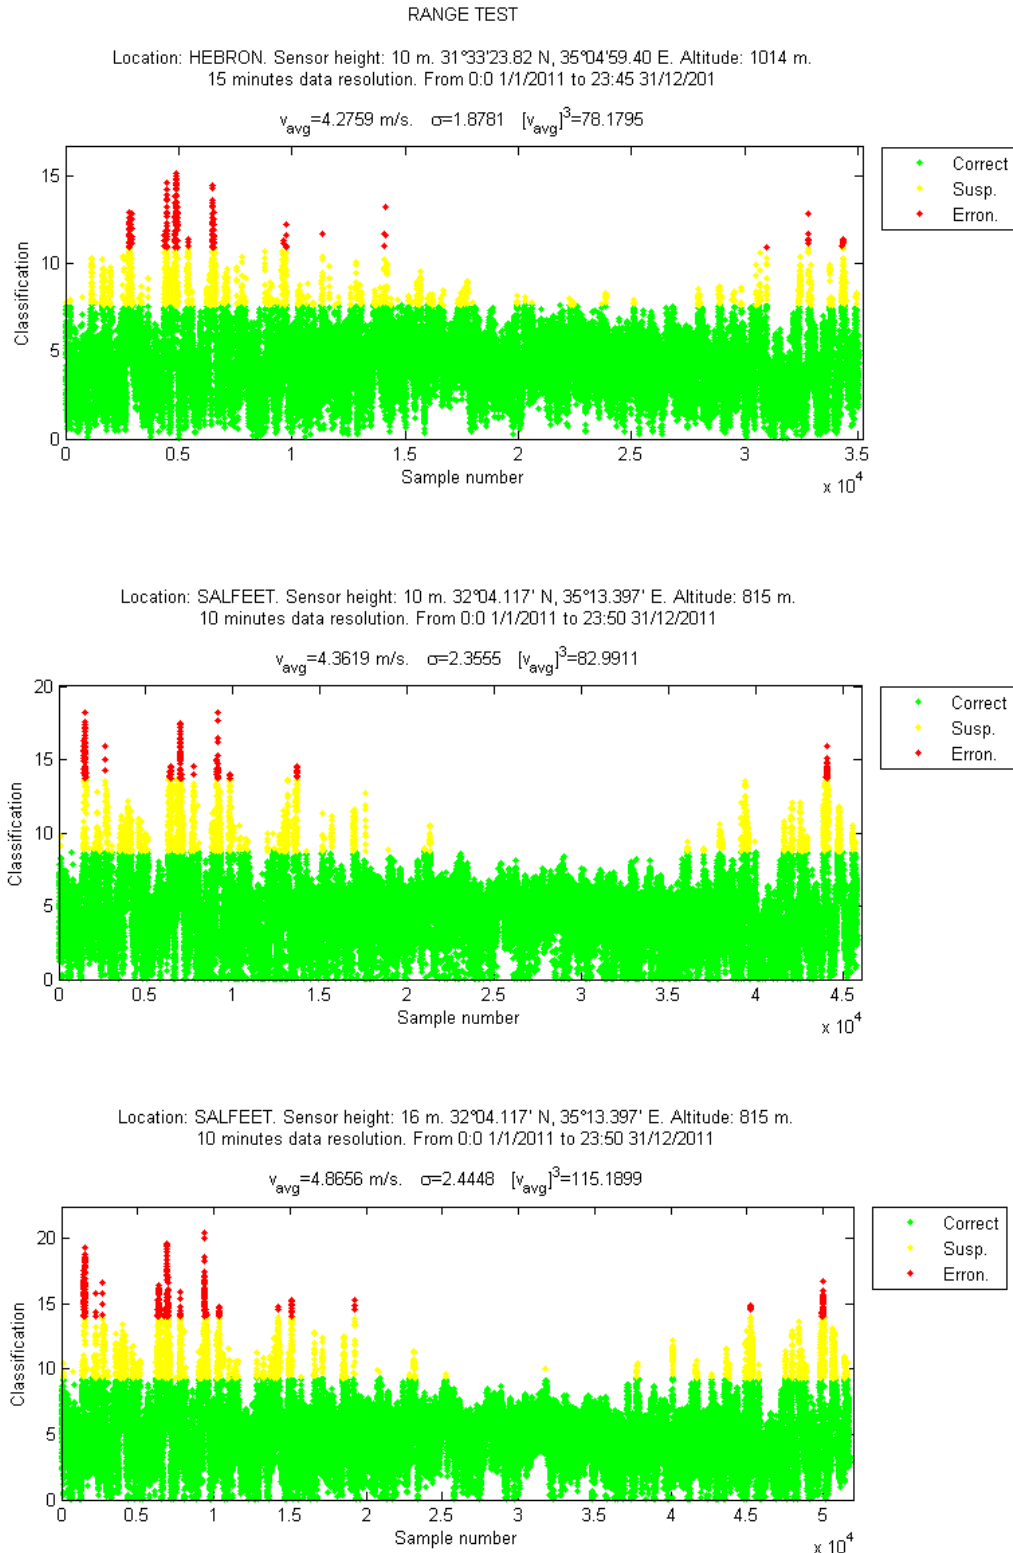 RANGE TEST
Location: HEBRON. Sensor height: 10 m. 31°33'23.82 N, 35°04'59.40 E. Altitude: 1014 m.
15 minutes data resolution. From 0:0 1/1/2011 to 23:45 31/12/201
v_avg=4.2759 m/s. σ=1.8781 [v_avg]^3=78.1795
Correct
Susp.
Erron.
15
10
5
0
Classification
0 0.5 1 1.5 2 2.5 3 3.5
Sample number
x 10^4
Location: SALFEET. Sensor height: 10 m. 32°04.117' N, 35°13.397' E. Altitude: 815 m.
10 minutes data resolution. From 0:0 1/1/2011 to 23:50 31/12/2011
v_avg=4.3619 m/s. σ=2.3555 [v_avg]^3=82.9911
Correct
Susp.
Erron.
20
15
10
5
0
Classification
0 0.5 1 1.5 2 2.5 3 3.5 4 4.5
Sample number
x 10^4
Location: SALFEET. Sensor height: 16 m. 32°04.117' N, 35°13.397' E. Altitude: 815 m.
10 minutes data resolution. From 0:0 1/1/2011 to 23:50 31/12/2011
v_avg=4.8656 m/s. σ=2.4448 [v_avg]^3=115.1899
Correct
Susp.
Erron.
20
15
10
5
0
Classification
0 0.5 1 1.5 2 2.5 3 3.5 4 4.5 5
Sample number
x 10^4